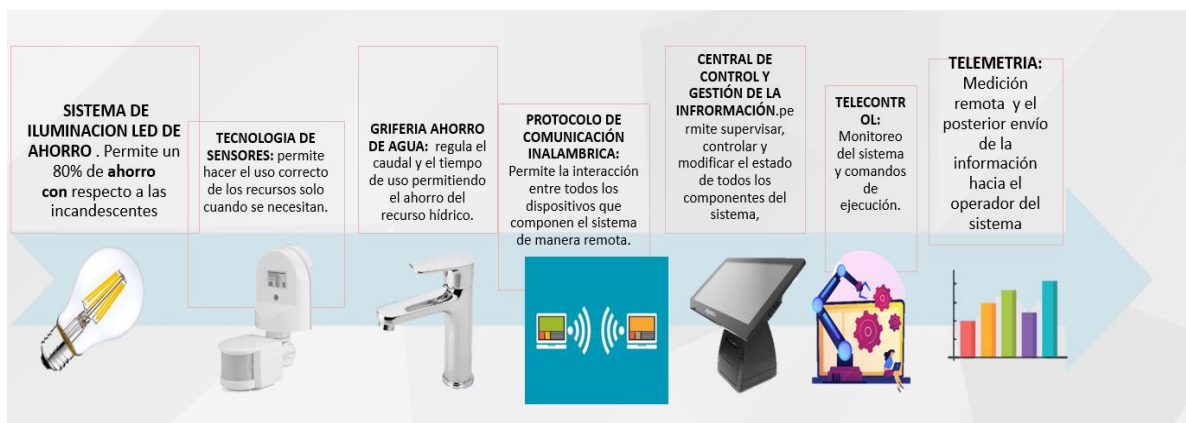 SISTEMA DE
ILUMINACION LED DE
AHORRO . Permite un
80% de ahorro
con respecto a las
incandescentes
TECNOLOGIA DE
SENSORES: permite
hacer el uso correcto
de los recursos solo
cuando se necesitan.
GRIFERIA AHORRO
DE AGUA: regula el
caudal y el tiempo
de uso permitiendo
el ahorro del
recurso hídrico.
PROTOCOLO DE
COMUNICACIÓN
INALAMBRICA:
Permite la interacción
entre todos los
dispositivos que
componen el sistema
de manera remota.
CENTRAL DE
CONTROL Y
GESTIÓN DE LA
INFRORMACIÓN.pe
rmite supervisar,
controlar y
modificar el estado
de todos los
componentes del
sistema,
TELECONTR
OL:
Monitoreo
del sistema
y comandos
de
ejecución.
TELEMETRIA:
Medición
remota y el
posterior envío
de la
información
hacia el
operador del
sistema